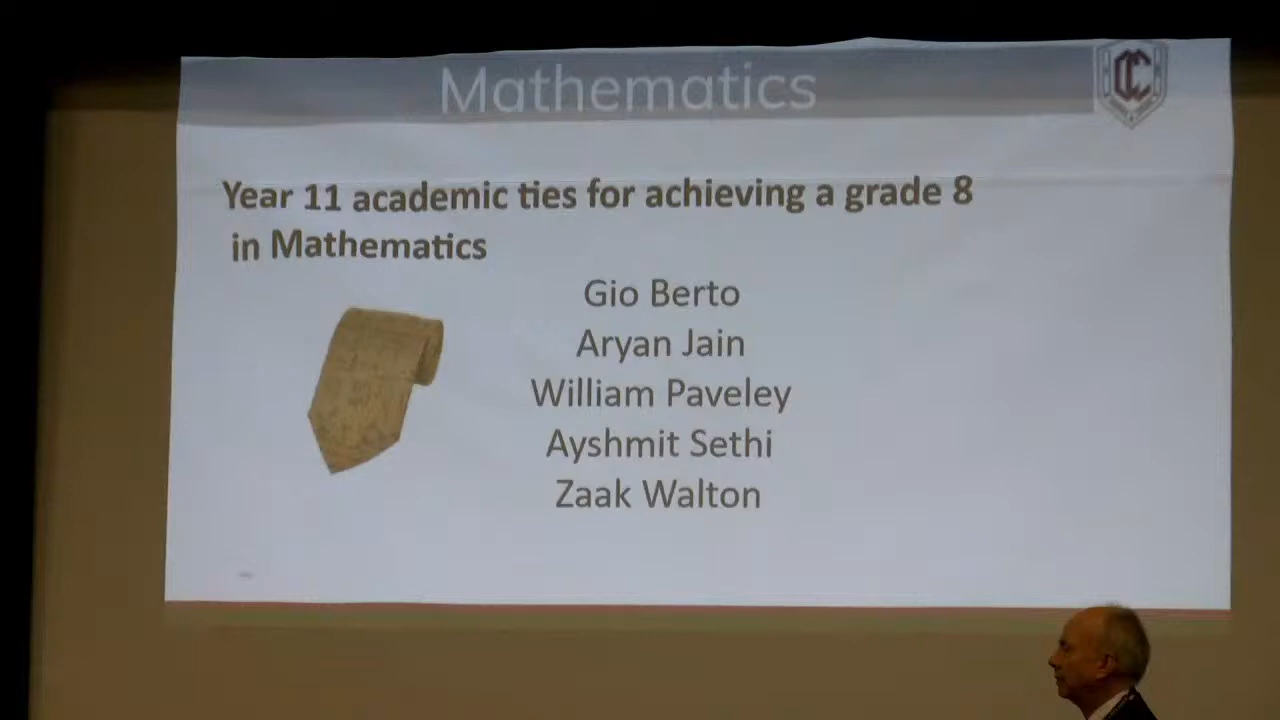 Mathematics
Year 11 academic ties for achieving a grade 8
in Mathematics
Gio Berto
Aryan Jain
William Paveley
Ayshmit Sethi
Zaak Walton